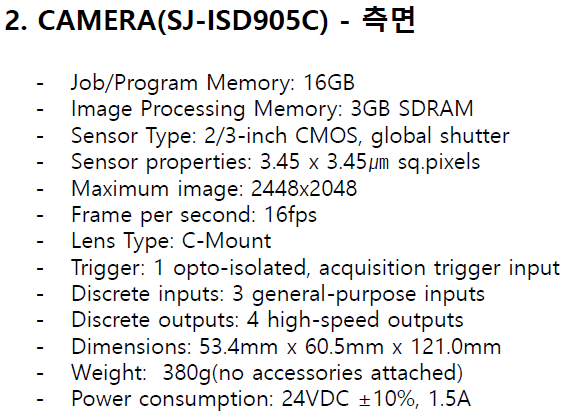 2. CAMERA(SJ-ISD905C) - 측면
- Job/Program Memory: 16GB
- Image Processing Memory: 3GB SDRAM
- Sensor Type: 2/3-inch CMOS, global shutter
- Sensor properties: 3.45 x 3.45㎛ sq.pixels
- Maximum image: 2448x2048
- Frame per second: 16fps
- Lens Type: C-Mount
- Trigger: 1 opto-isolated, acquisition trigger input
- Discrete inputs: 3 general-purpose inputs
- Discrete outputs: 4 high-speed outputs
- Dimensions: 53.4mm x 60.5mm x 121.0mm
- Weight:  380g(no accessories attached)
- Power consumption: 24VDC ±10%, 1.5A